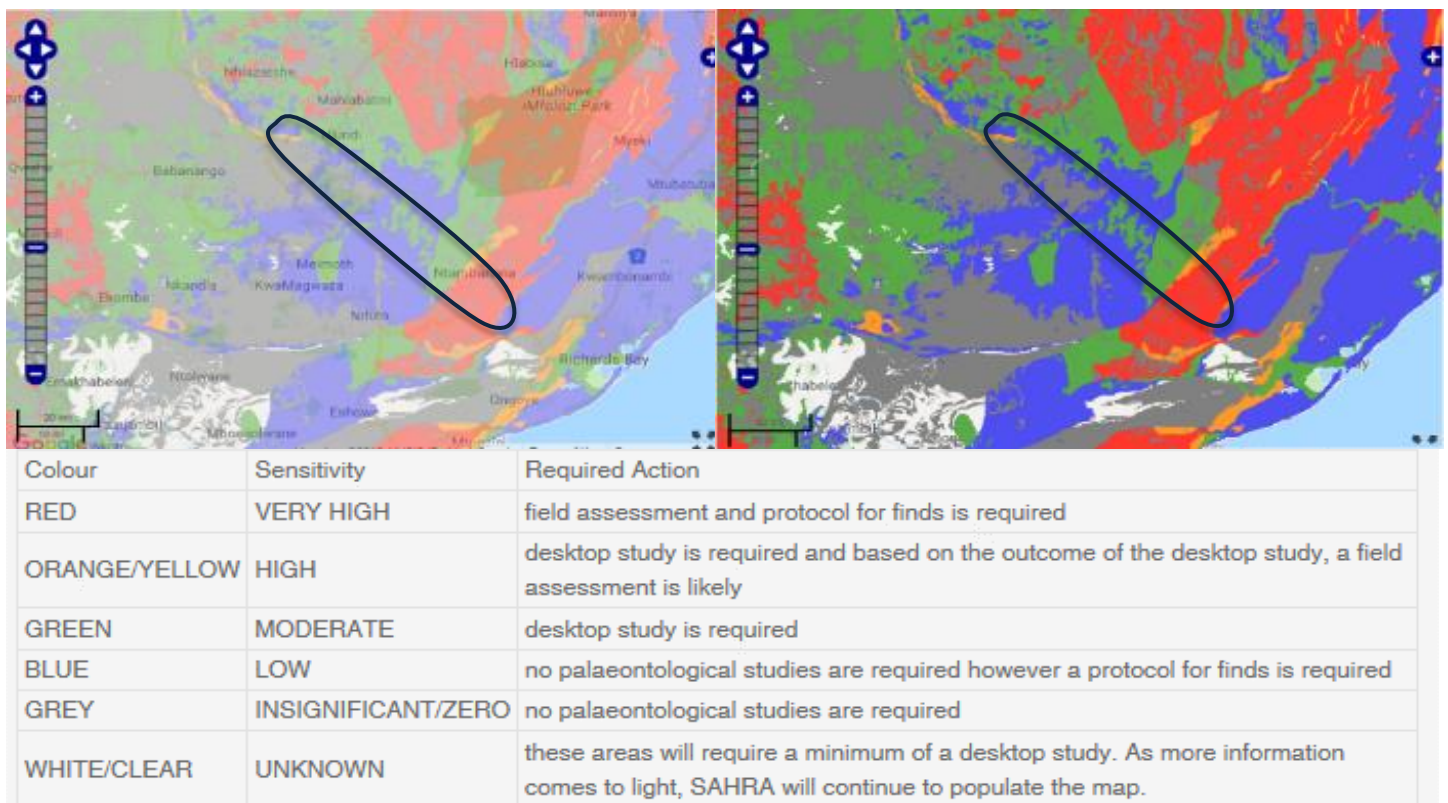 Nhlazatshe
Hlabisa
Hluhluwe -
Mfolozi Park
Mahlabatini
Babanango
Mtubatuba
Melmoth
Ntambanana
Kwambonambi
Nkandla
KwaMagwaza
Ekombe
Richards Bay
Ntolwane
Eshowe
Colour Sensitivity Required Action
RED VERY HIGH field assessment and protocol for finds is required
ORANGE/YELLOW HIGH desktop study is required and based on the outcome of the desktop study, a field
assessment is likely
GREEN MODERATE desktop study is required
BLUE LOW no palaeontological studies are required however a protocol for finds is required
GREY INSIGNIFICANT/ZERO no palaeontological studies are required
WHITE/CLEAR UNKNOWN these areas will require a minimum of a desktop study. As more information
comes to light, SAHRA will continue to populate the map.